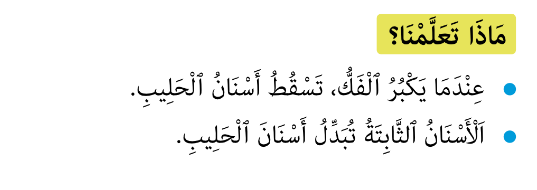 مَاذَا تَعَلَّمْنَا؟
عِنْدَمَا يَكْبُرُ ٱلْفَكُّ، تَسْقُطُ أَسْنَانُ ٱلْحَلِيبِ.
اَلْأَسْنَانُ ٱلثَّابِتَةُ تُبَدِّلُ أَسْنَانَ ٱلْحَلِيبِ.